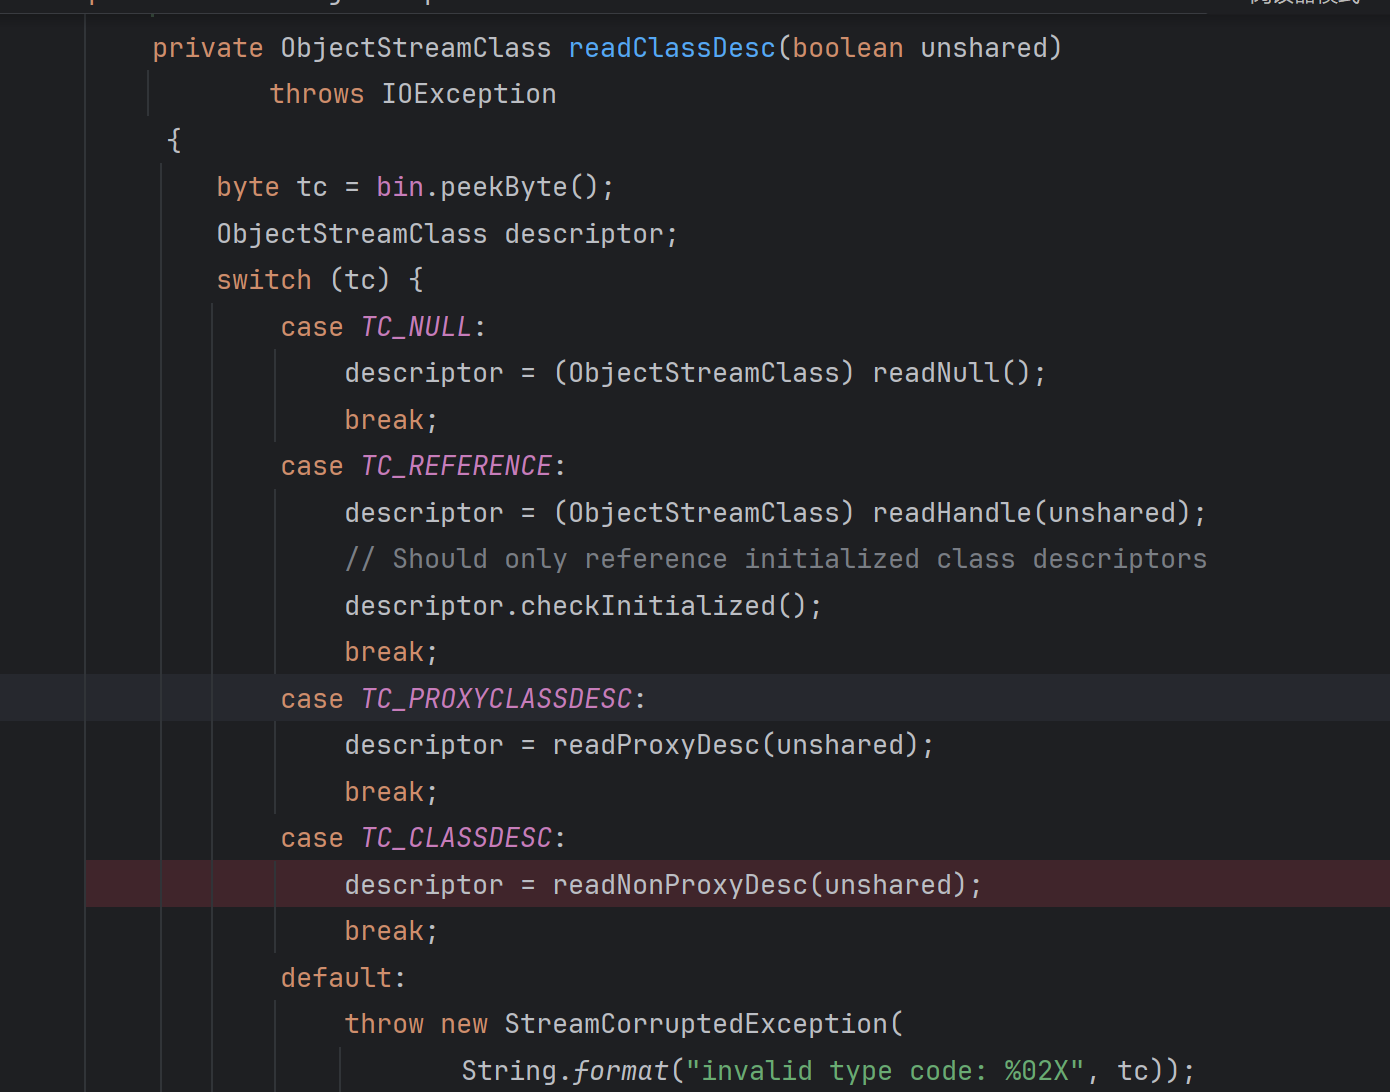 private ObjectStreamClass readClassDesc(boolean unshared)
throws IOException
{
byte tc = bin.peekByte();
ObjectStreamClass descriptor;
switch (tc) {
case TC_NULL:
descriptor = (ObjectStreamClass) readNull();
break;
case TC_REFERENCE:
descriptor = (ObjectStreamClass) readHandle(unshared);
// Should only reference initialized class descriptors
descriptor.checkInitialized();
break;
case TC_PROXYCLASSDESC:
descriptor = readProxyDesc(unshared);
break;
case TC_CLASSDESC:
descriptor = readNonProxyDesc(unshared);
break;
default:
throw new StreamCorruptedException(
String.format("invalid type code: %02X", tc));